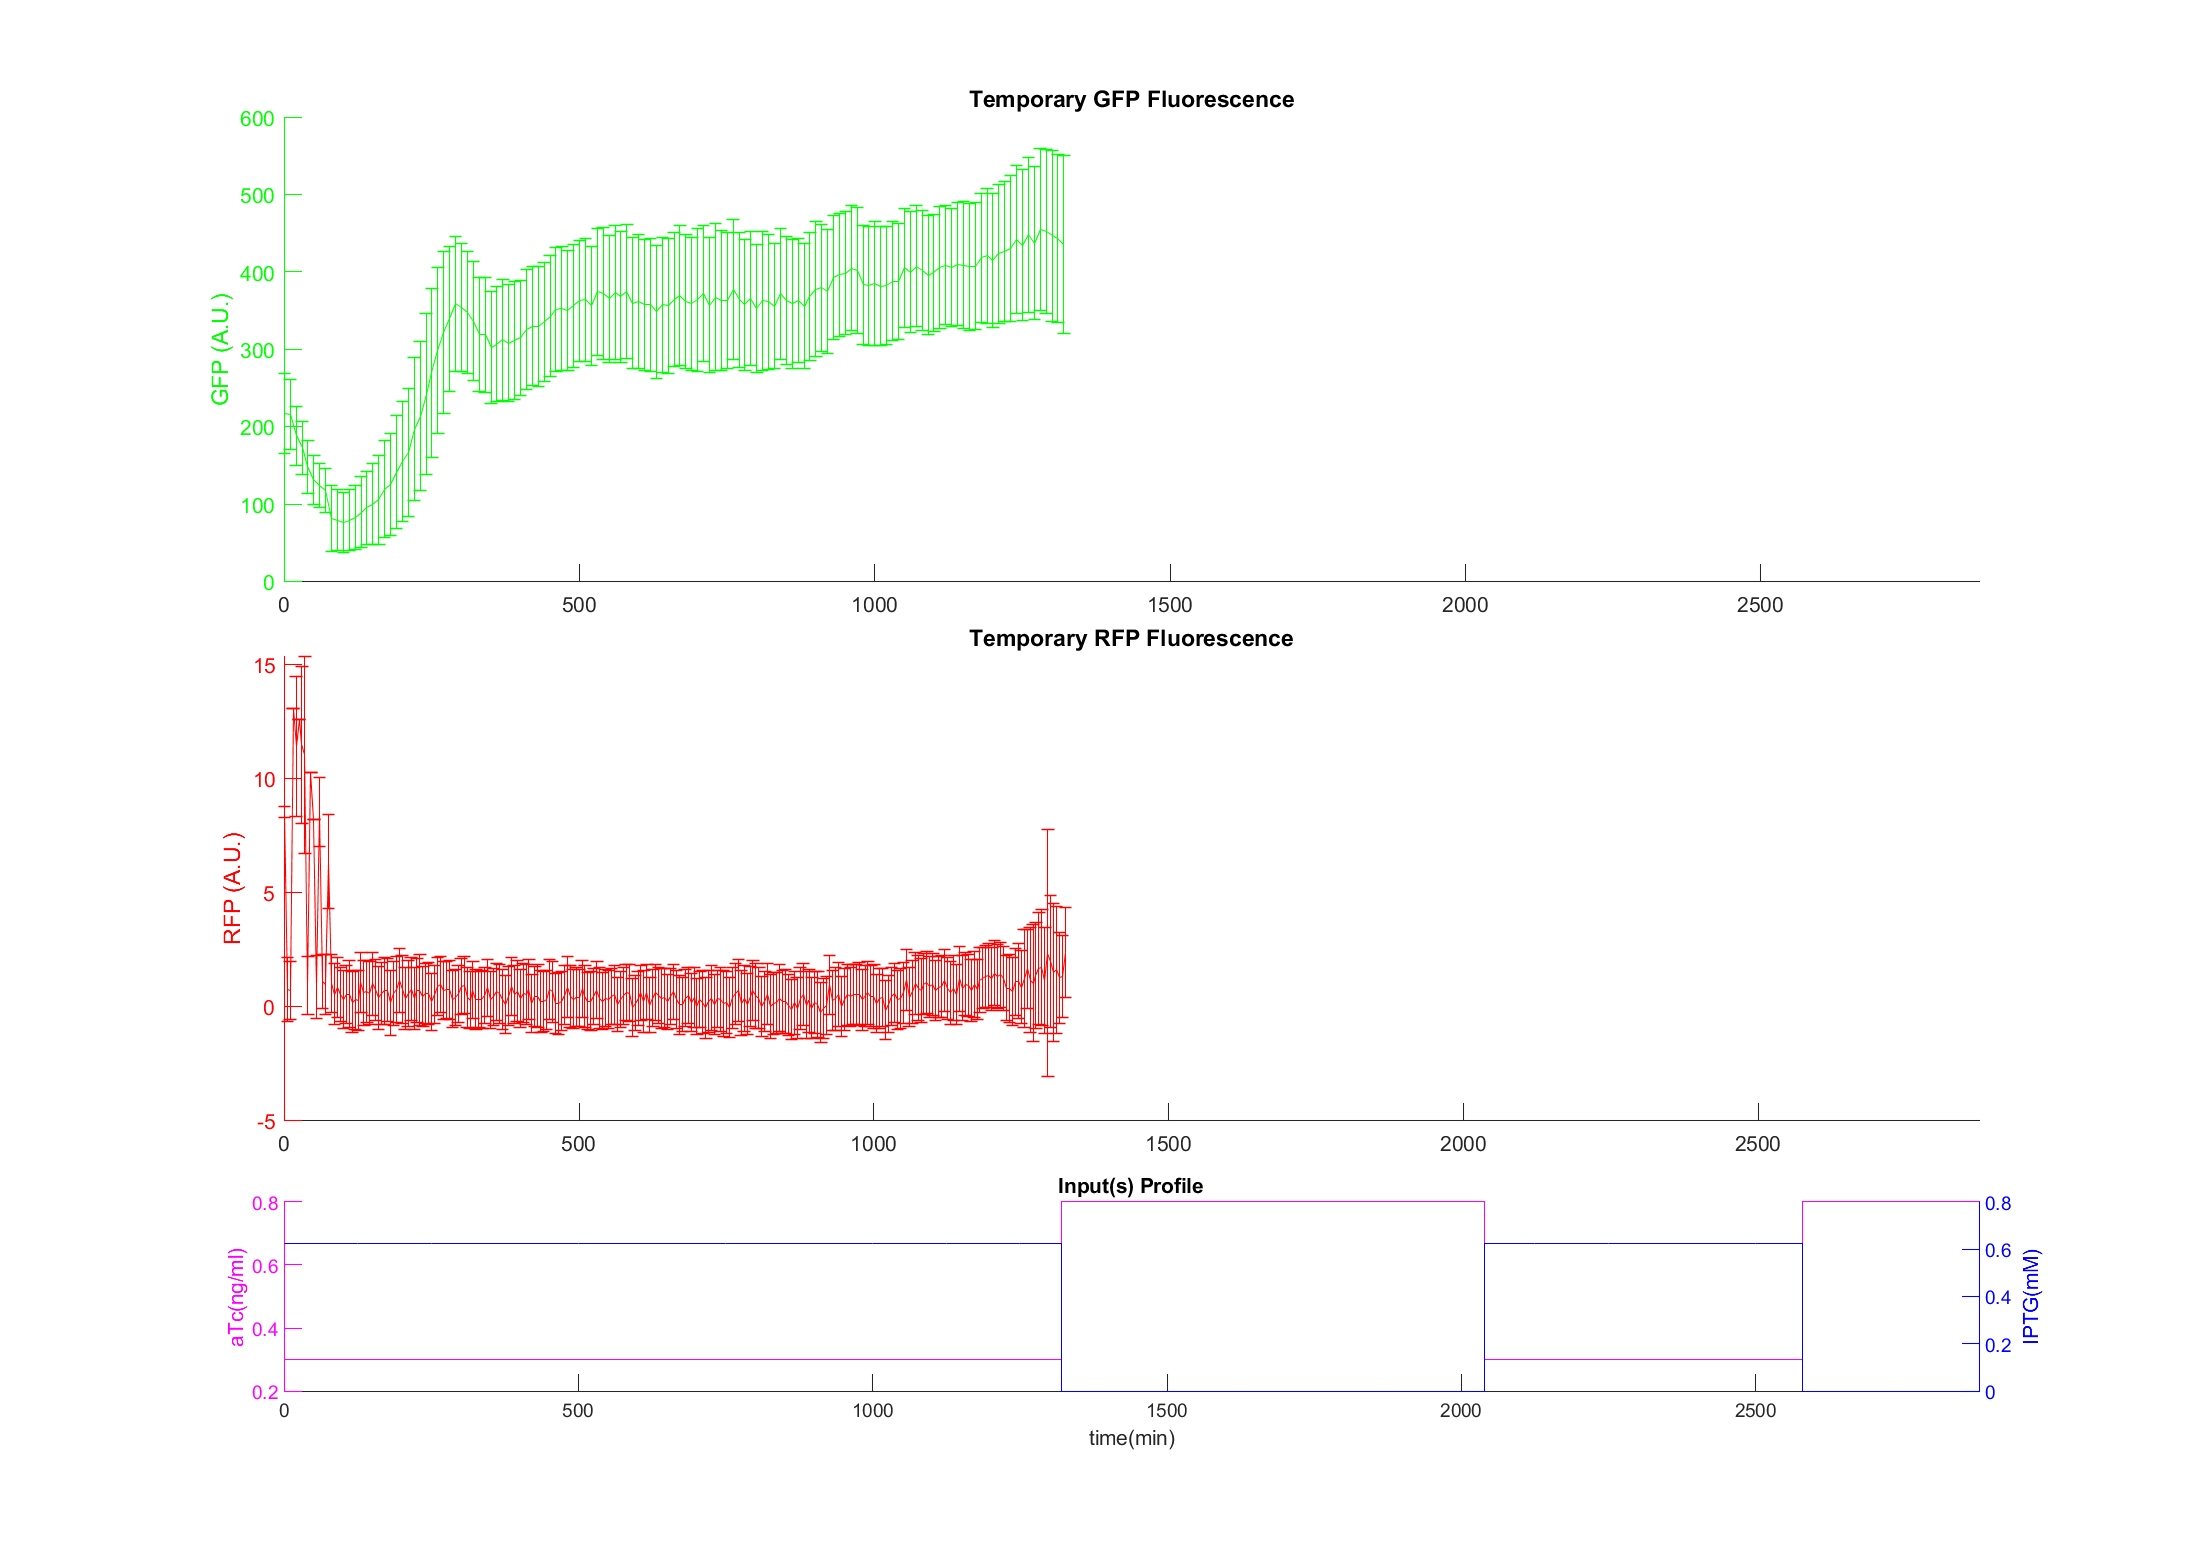 Temporary GFP Fluorescence
600
500
400
300
200
100
0
GFP (A.U.)
0 500 1000 1500 2000 2500
Temporary RFP Fluorescence
15
10
5
0
-5
RFP (A.U.)
0 500 1000 1500 2000 2500
Input(s) Profile
0.8
0.6
0.4
0.2
aTc(ng/ml)
0.8
0.6
0.4
0.2
0
IPTG(mM)
0 500 1000 1500 2000 2500
time(min)